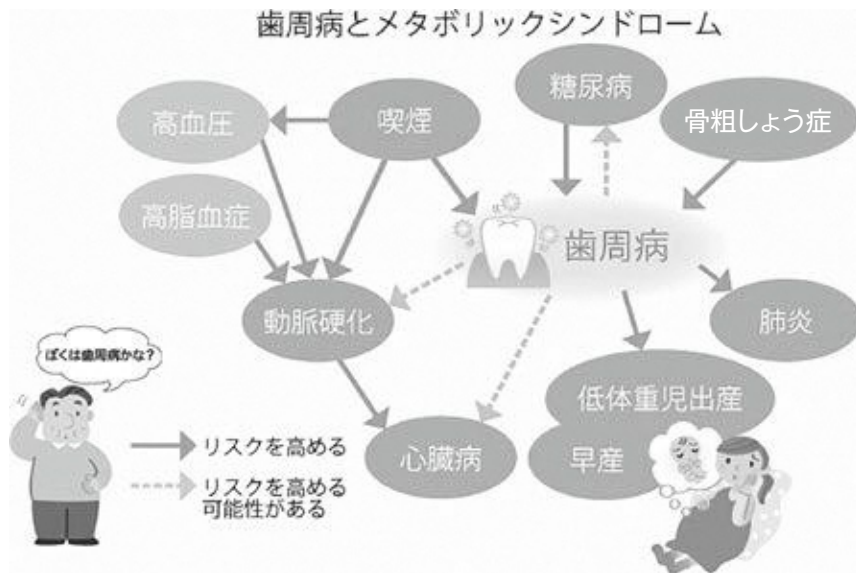 歯周病とメタボリックシンドローム
糖尿病
高血圧
喫煙
骨粗しょう症
高脂血症
歯周病
動脈硬化
肺炎
ぼくは歯周病かな?
低体重児出産
リスクを高める
心臓病
早産
リスクを高める
可能性がある